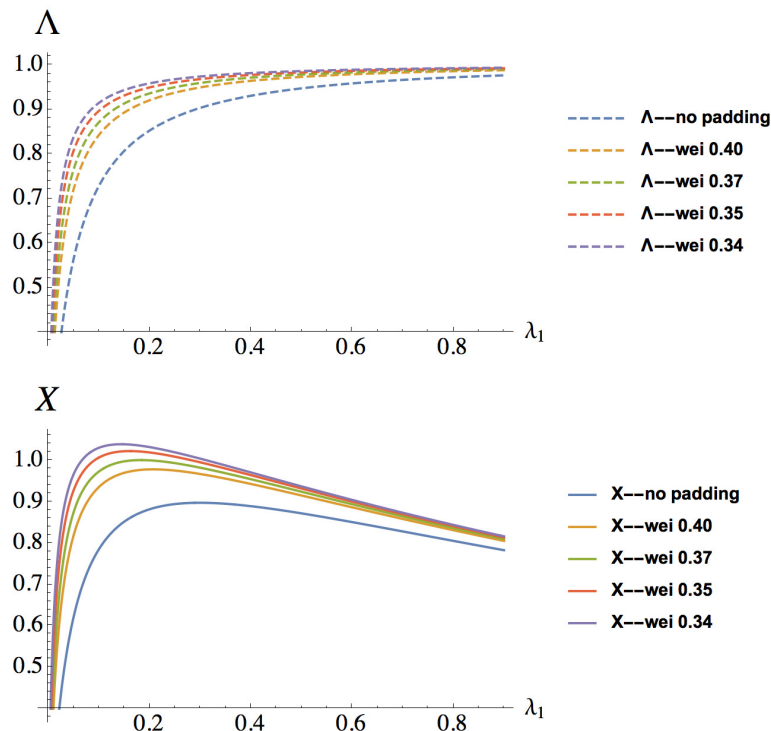 Λ
1.0
0.9
0.8
0.7
0.6
0.5
0.2
0.4
0.6
0.8
λ1
Λ--no padding
Λ--wei 0.40
Λ--wei 0.37
Λ--wei 0.35
Λ--wei 0.34
X
1.0
0.9
0.8
0.7
0.6
0.5
0.2
0.4
0.6
0.8
λ1
X--no padding
X--wei 0.40
X--wei 0.37
X--wei 0.35
X--wei 0.34